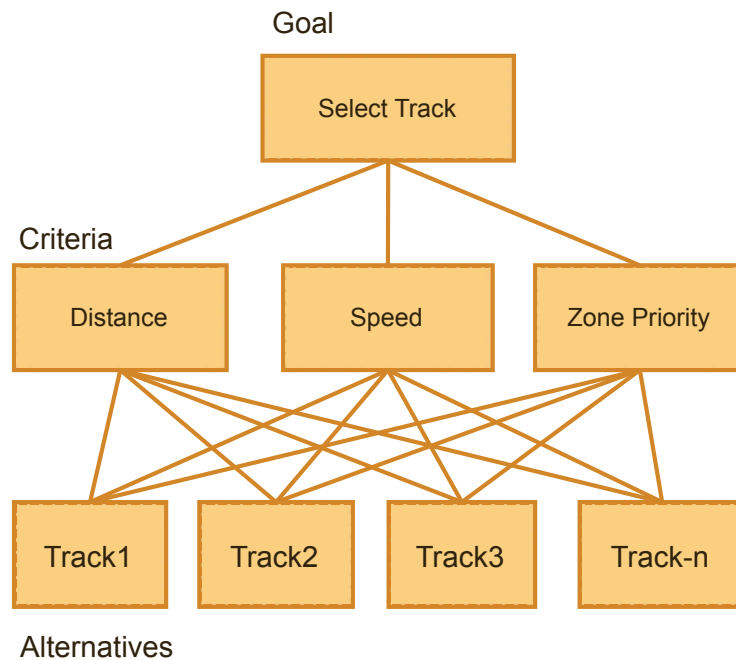 Goal
Select Track
Criteria
Distance
Speed
Zone Priority
Track1
Track2
Track3
Track-n
Alternatives